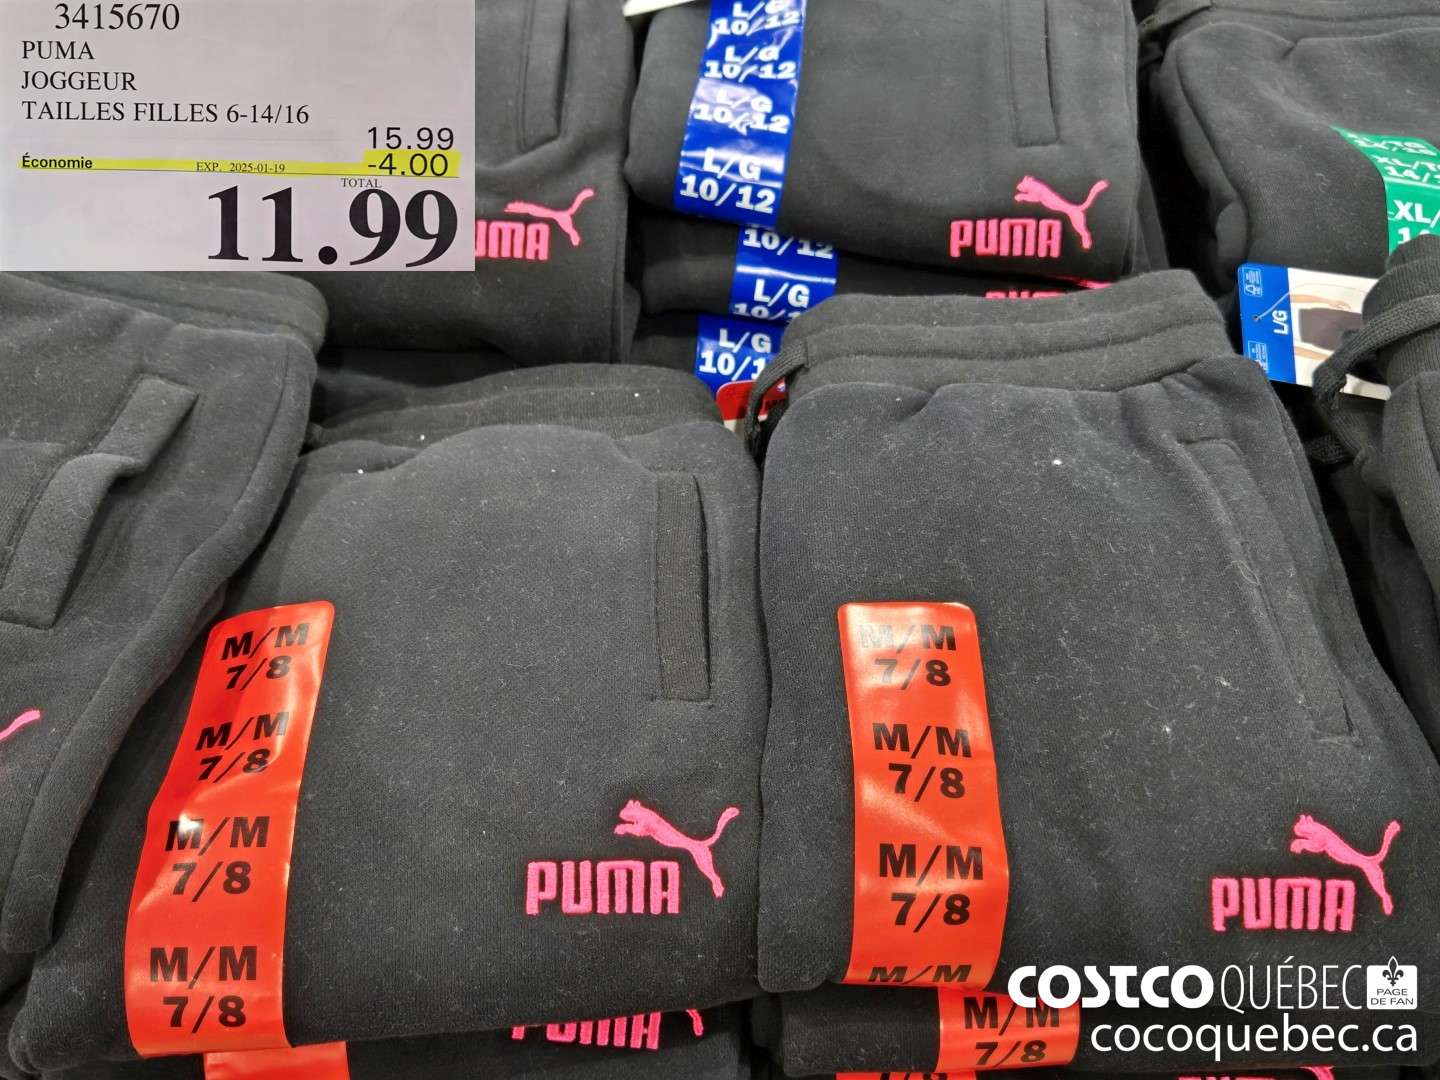 3415670
PUMA
JOGGEUR
TAILLES FILLES 6-14/16
15.99
Économie EXP. 2025-01-19 -4.00
TOTAL
11.99
L/G
10/12
L/G
10/12
L/G
10/12
L/G
10/12
10/12
L/G
10/12
L/G
PUMA
PUMA
XL/
L/G
M/M
7/8
M/M
7/8
M/M
7/8
M/M
7/8
PUMA
M/M
7/8
M/M
7/8
M/M
7/8
M/M
PUMA
M/M
7/8
PUMA
COSTCO QUÉBEC PAGE DE FAN
cocoquebec.ca